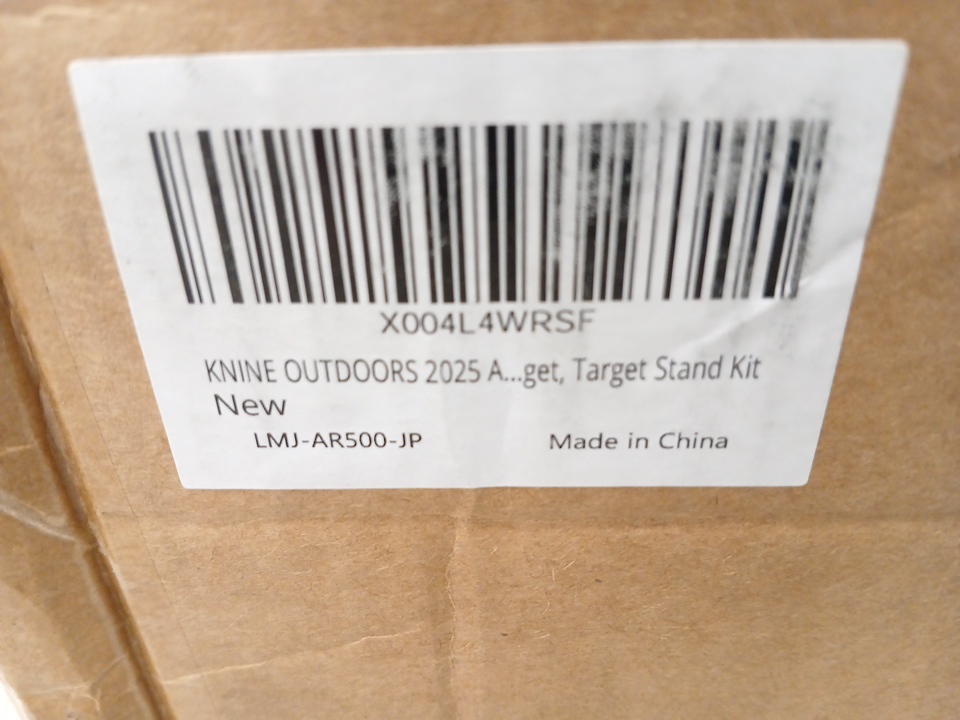 X004L4WRSF
KNINE OUTDOORS 2025 A...get, Target Stand Kit
New
LMJ-AR500-JP Made in China